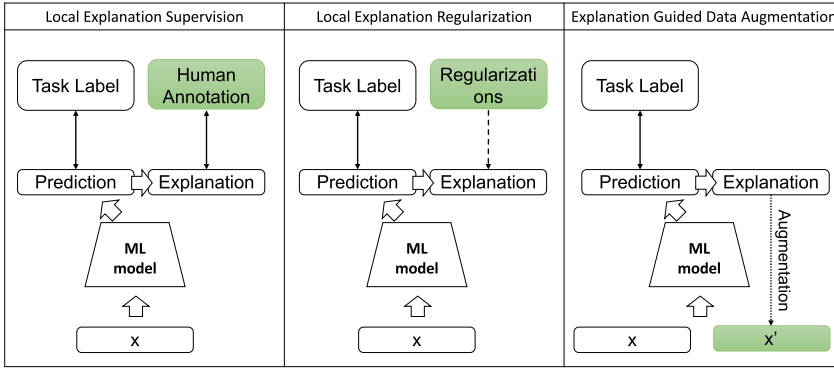 Local Explanation Supervision
Task Label
Human
Annotation
Prediction
Explanation
ML
model
x
Local Explanation Regularization
Task Label
Regularizati
ons
Prediction
Explanation
ML
model
x
Explanation Guided Data Augmentation
Task Label
Prediction
Explanation
Augmentation
ML
model
x
x'